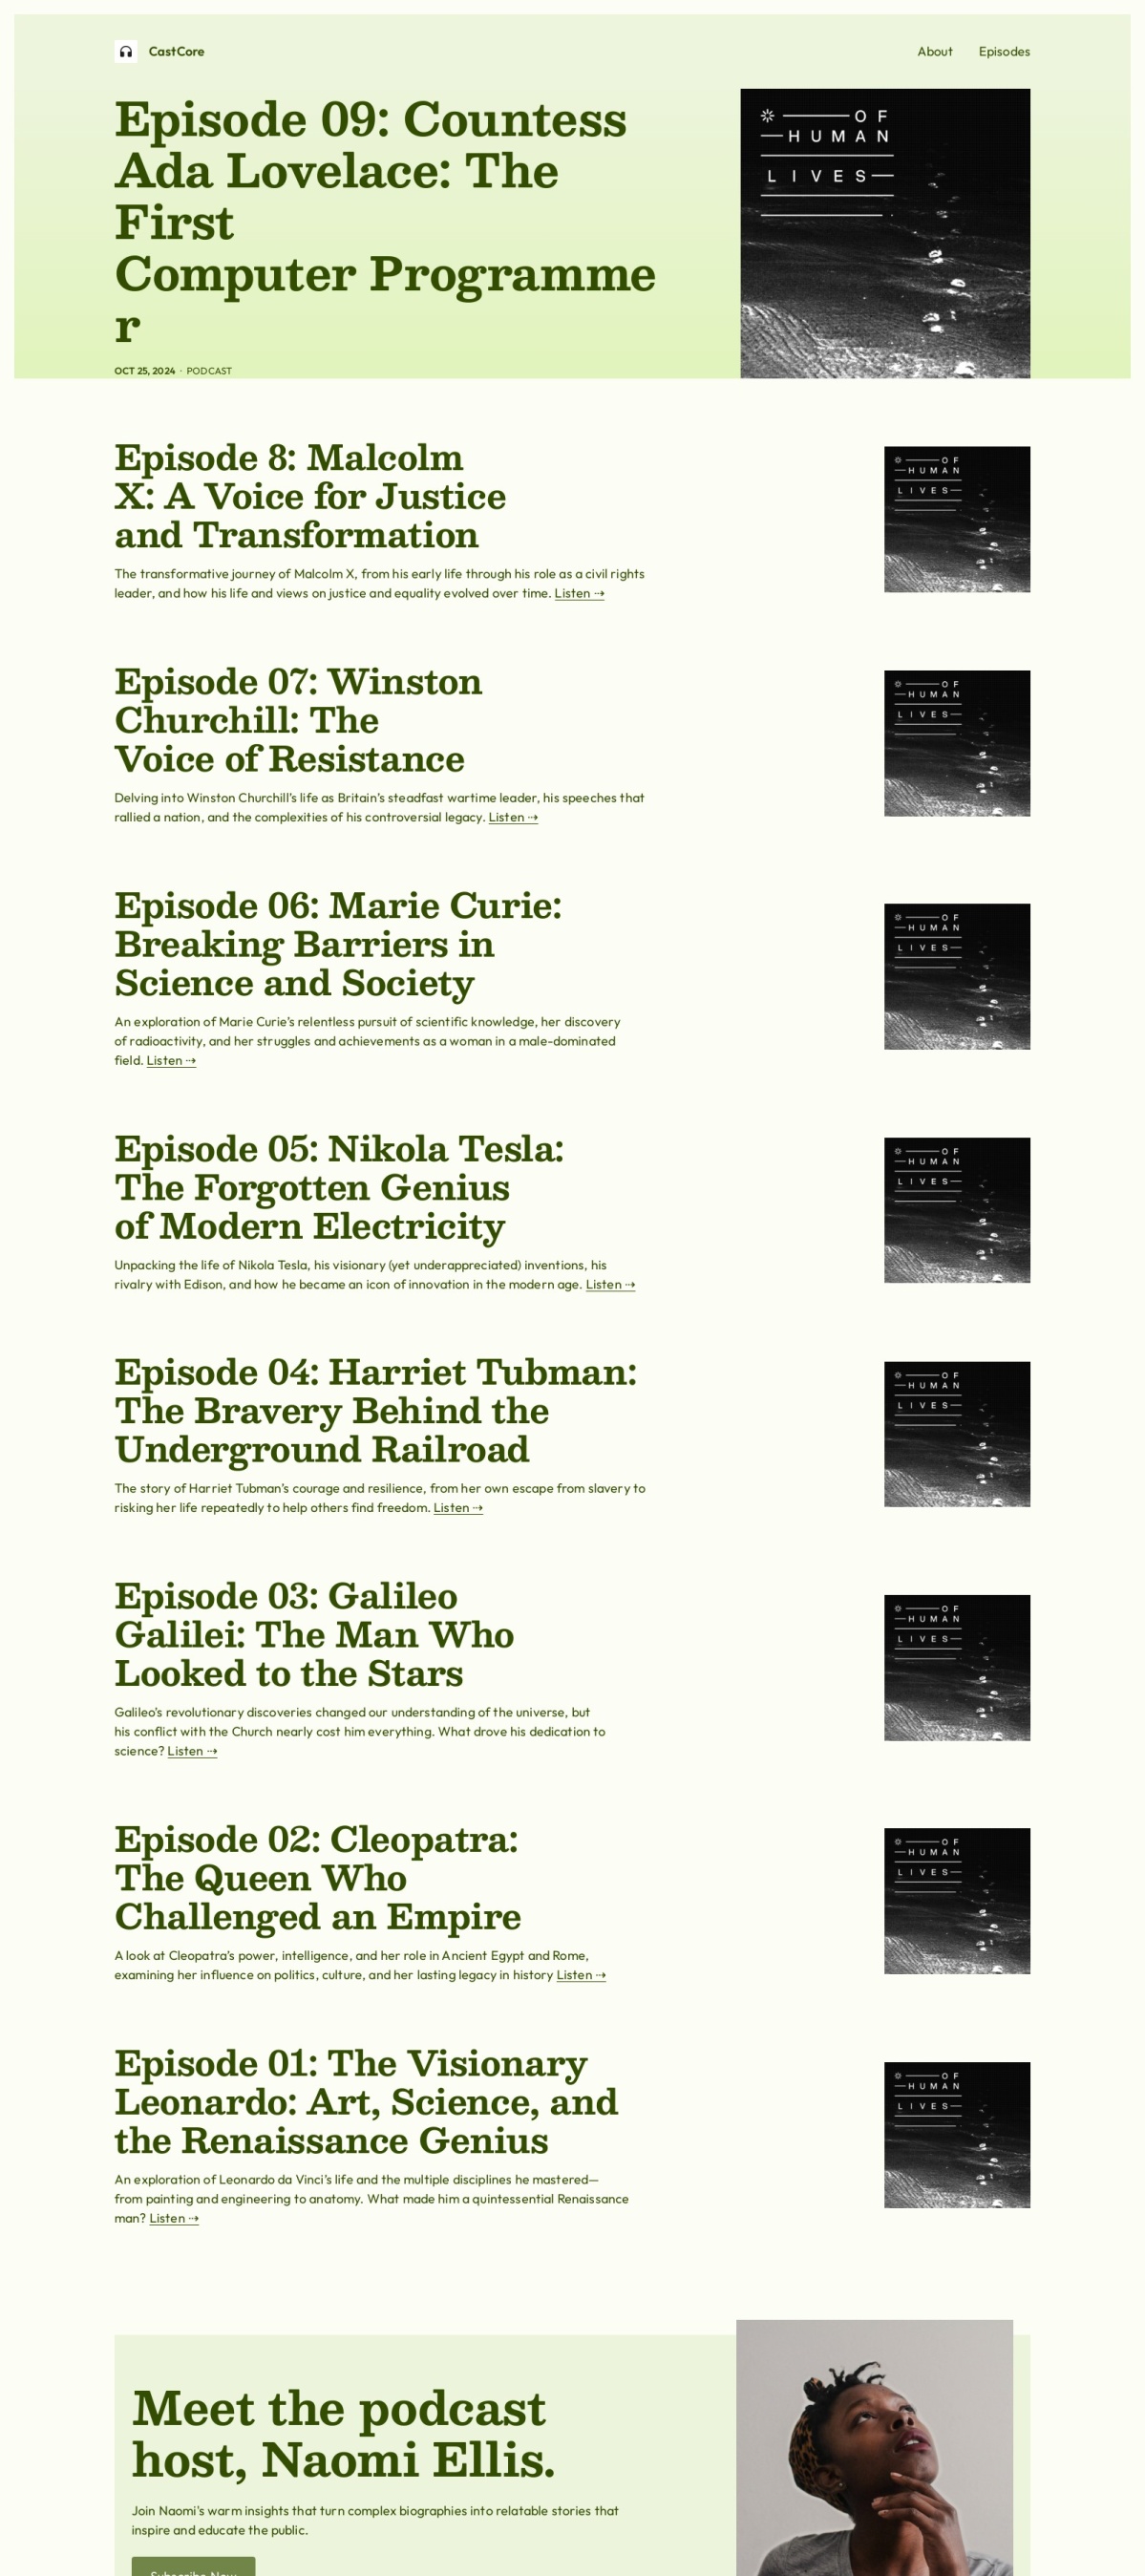 CastCore
About Episodes
Episode 09: Countess
Ada Lovelace: The
First
Computer Programme
r
OCT 25, 2024 · PODCAST
OF
HUMAN
LIVES
Episode 8: Malcolm
X: A Voice for Justice
and Transformation
The transformative journey of Malcolm X, from his early life through his role as a civil rights
leader, and how his life and views on justice and equality evolved over time. Listen ⇢
OF
HUMAN
LIVES
Episode 07: Winston
Churchill: The
Voice of Resistance
Delving into Winston Churchill’s life as Britain’s steadfast wartime leader, his speeches that
rallied a nation, and the complexities of his controversial legacy. Listen ⇢
OF
HUMAN
LIVES
Episode 06: Marie Curie:
Breaking Barriers in
Science and Society
An exploration of Marie Curie’s relentless pursuit of scientific knowledge, her discovery
of radioactivity, and her struggles and achievements as a woman in a male-dominated
field. Listen ⇢
OF
HUMAN
LIVES
Episode 05: Nikola Tesla:
The Forgotten Genius
of Modern Electricity
Unpacking the life of Nikola Tesla, his visionary (yet underappreciated) inventions, his
rivalry with Edison, and how he became an icon of innovation in the modern age. Listen ⇢
OF
HUMAN
LIVES
Episode 04: Harriet Tubman:
The Bravery Behind the
Underground Railroad
The story of Harriet Tubman’s courage and resilience, from her own escape from slavery to
risking her life repeatedly to help others find freedom. Listen ⇢
OF
HUMAN
LIVES
Episode 03: Galileo
Galilei: The Man Who
Looked to the Stars
Galileo’s revolutionary discoveries changed our understanding of the universe, but
his conflict with the Church nearly cost him everything. What drove his dedication to
science? Listen ⇢
OF
HUMAN
LIVES
Episode 02: Cleopatra:
The Queen Who
Challenged an Empire
A look at Cleopatra’s power, intelligence, and her role in Ancient Egypt and Rome,
examining her influence on politics, culture, and her lasting legacy in history Listen ⇢
OF
HUMAN
LIVES
Episode 01: The Visionary
Leonardo: Art, Science, and
the Renaissance Genius
An exploration of Leonardo da Vinci’s life and the multiple disciplines he mastered—
from painting and engineering to anatomy. What made him a quintessential Renaissance
man? Listen ⇢
OF
HUMAN
LIVES
Meet the podcast
host, Naomi Ellis.
Join Naomi's warm insights that turn complex biographies into relatable stories that
inspire and educate the public.
Subscribe Now